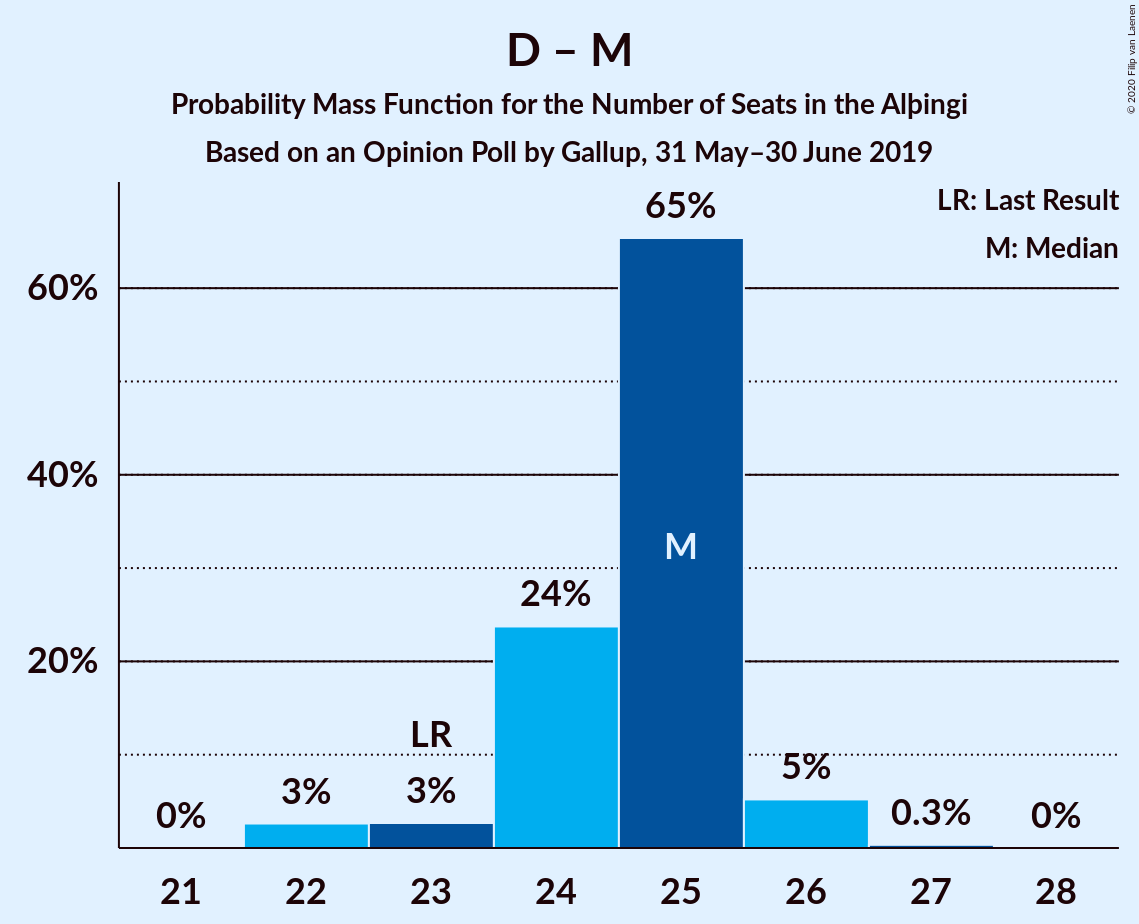 D – M
Probability Mass Function for the Number of Seats in the Alþingi
Based on an Opinion Poll by Gallup, 31 May–30 June 2019
© 2020 Filip van Laenen
LR: Last Result
M: Median
60%
40%
20%
0%
3%
LR
3%
24%
65%
M
5%
0.3%
0%
21 22 23 24 25 26 27 28